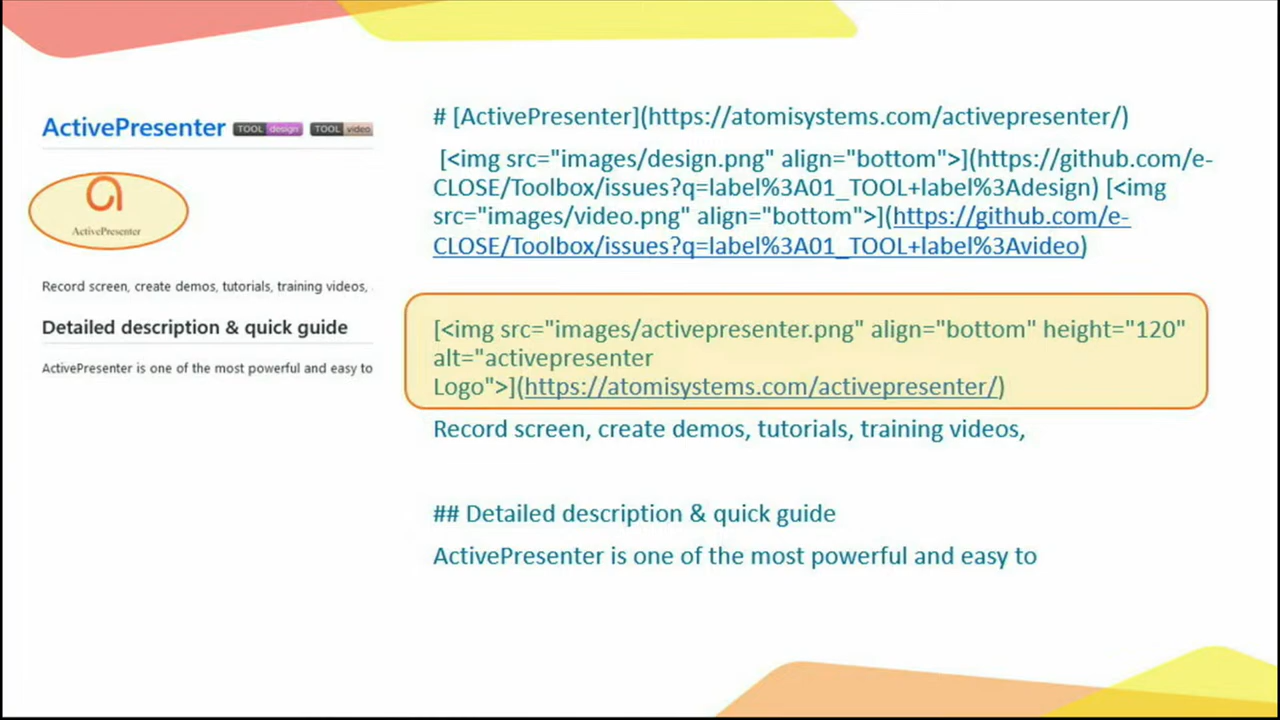 ActivePresenter TOOL design TOOL video
ActivePresenter
Record screen, create demos, tutorials, training videos,
Detailed description & quick guide
ActivePresenter is one of the most powerful and easy to
# [ActivePresenter](https://atomisystems.com/activepresenter/)
[<img src="images/design.png" align="bottom">](https://github.com/e-
CLOSE/Toolbox/issues?q=label%3A01_TOOL+label%3Adesign) [<img
src="images/video.png" align="bottom">](https://github.com/e-
CLOSE/Toolbox/issues?q=label%3A01_TOOL+label%3Avideo)
[<img src="images/activepresenter.png" align="bottom" height="120"
alt="activepresenter
Logo">](https://atomisystems.com/activepresenter/)
Record screen, create demos, tutorials, training videos,
## Detailed description & quick guide
ActivePresenter is one of the most powerful and easy to